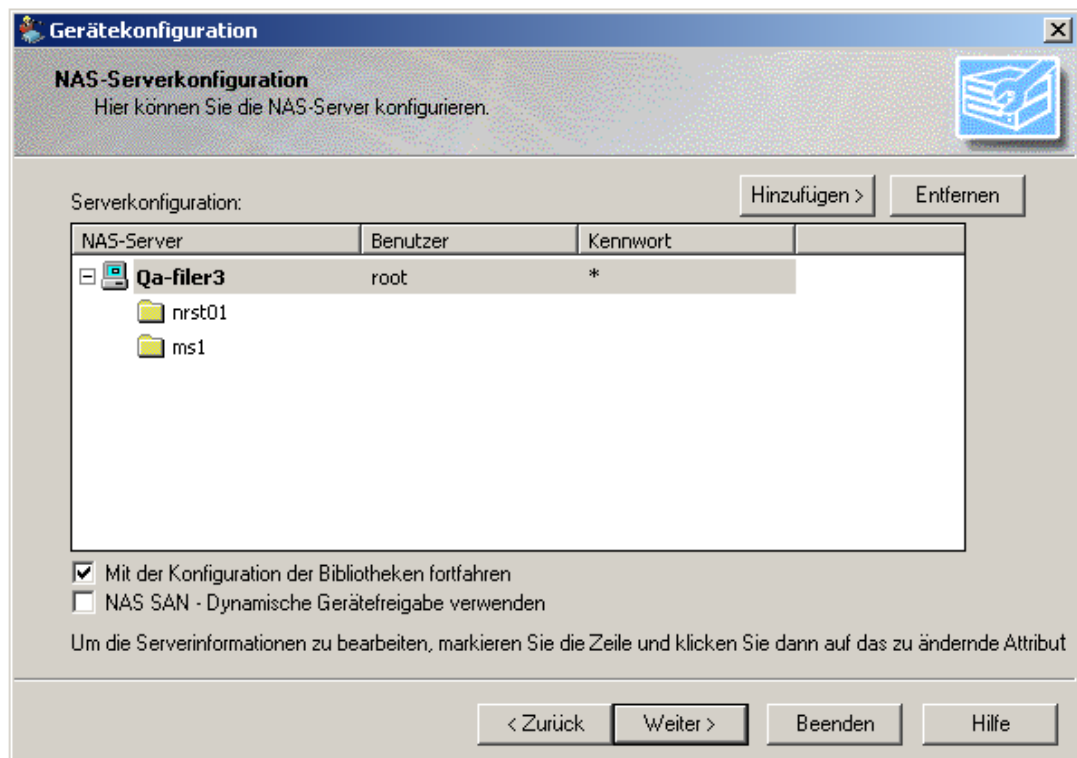 Gerätekonfiguration
NAS-Serverkonfiguration
Hier können Sie die NAS-Server konfigurieren.
Hinzufügen > Entfernen
Serverkonfiguration:
NAS-Server Benutzer Kennwort
Qa-filer3 root *
nrst01
ms1
Mit der Konfiguration der Bibliotheken fortfahren
NAS SAN - Dynamische Gerätefreigabe verwenden
Um die Serverinformationen zu bearbeiten, markieren Sie die Zeile und klicken Sie dann auf das zu ändernde Attribut
< Zurück Weiter > Beenden Hilfe